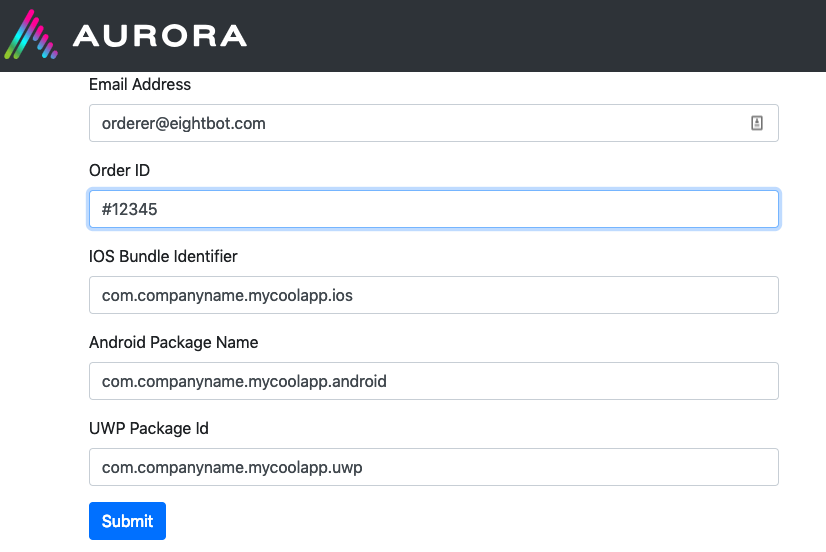 AURORA
Email Address
orderer@eightbot.com
Order ID
#12345
IOS Bundle Identifier
com.companyname.mycoolapp.ios
Android Package Name
com.companyname.mycoolapp.android
UWP Package Id
com.companyname.mycoolapp.uwp
Submit